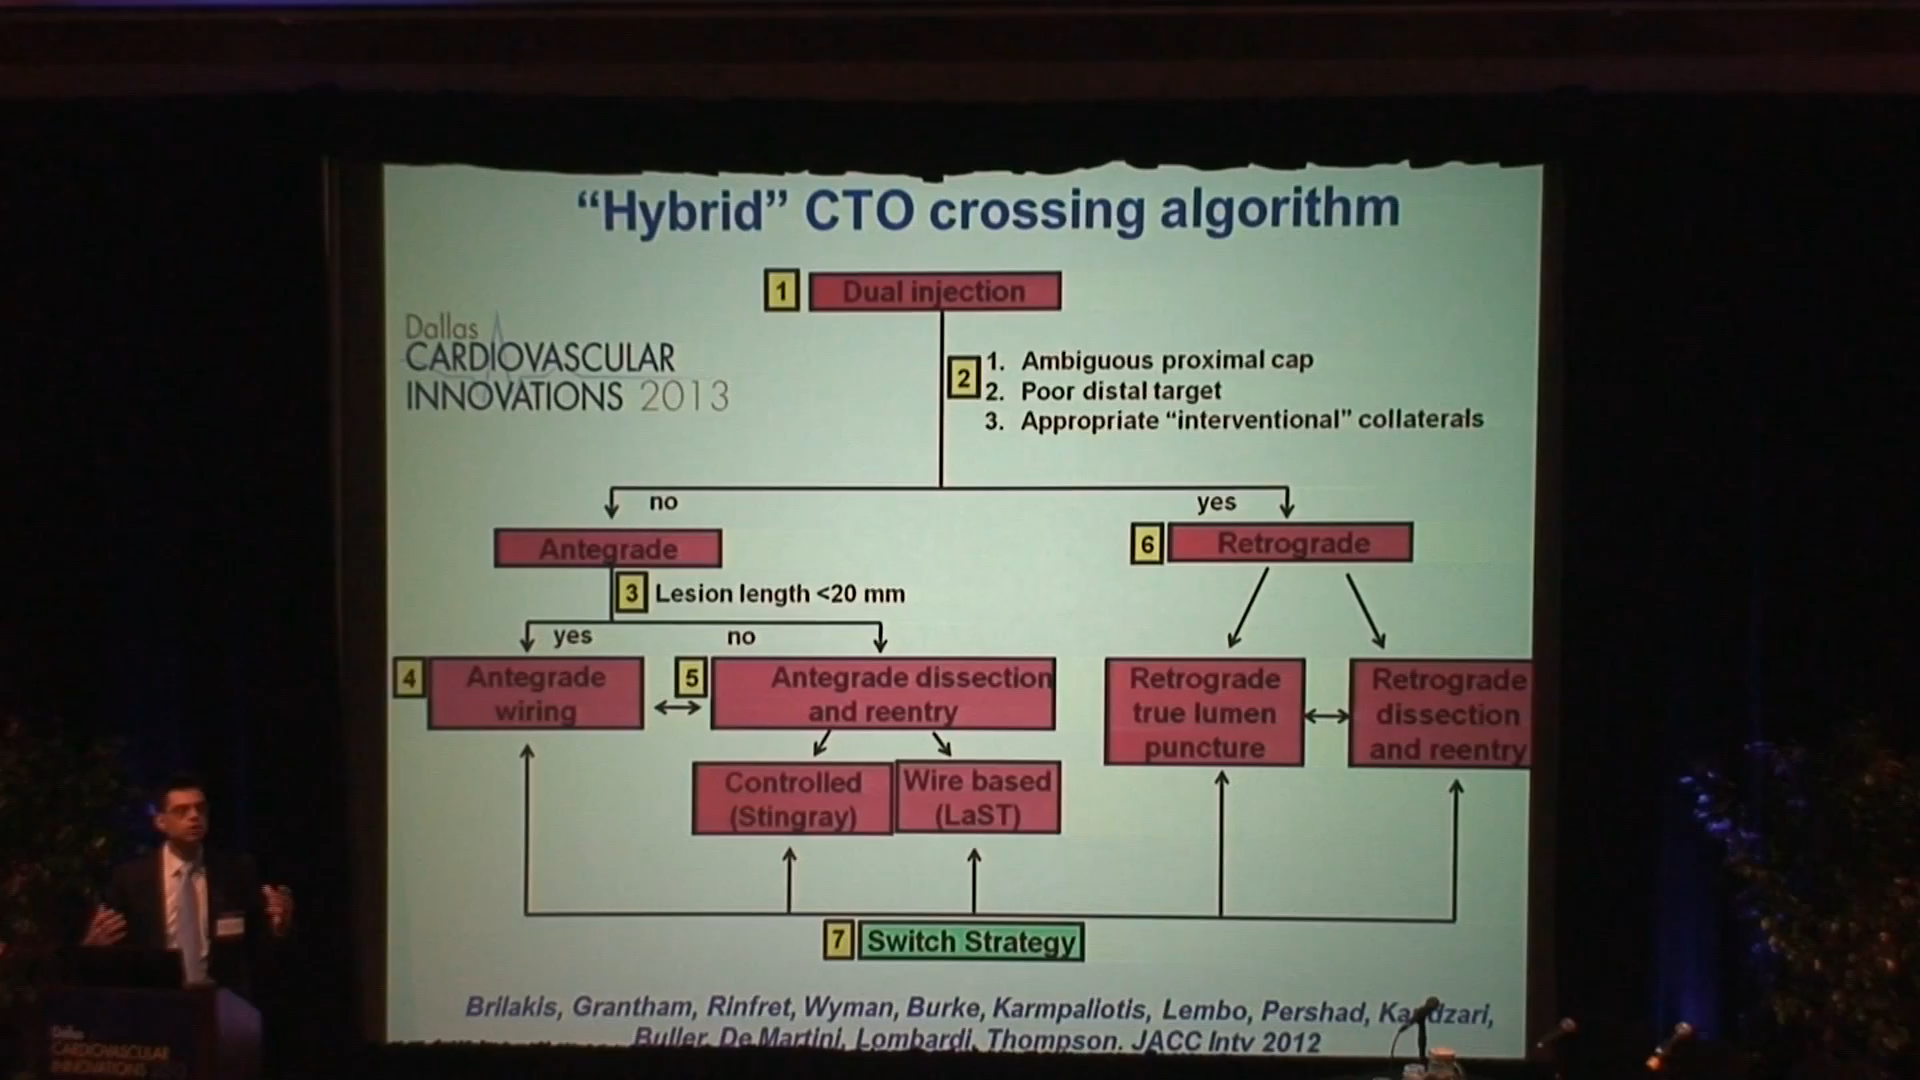 “Hybrid” CTO crossing algorithm
1 Dual injection
Dallas
CARDIOVASCULAR
INNOVATIONS 2013
2
1. Ambiguous proximal cap
2. Poor distal target
3. Appropriate “interventional” collaterals
no
yes
Antegrade
6 Retrograde
3 Lesion length <20 mm
yes
no
4 Antegrade
wiring
5 Antegrade dissection
and reentry
Retrograde
true lumen
puncture
Retrograde
dissection
and reentry
Controlled
(Stingray)
Wire based
(LaST)
7 Switch Strategy
Brilakis, Grantham, Rinfret, Wyman, Burke, Karmpaliotis, Lembo, Pershad, Kandzari,
Buller, De Martini, Lombardi, Thompson. JACC Intv 2012
Dallas
CARDIOVASCULAR
INNOVATIONS